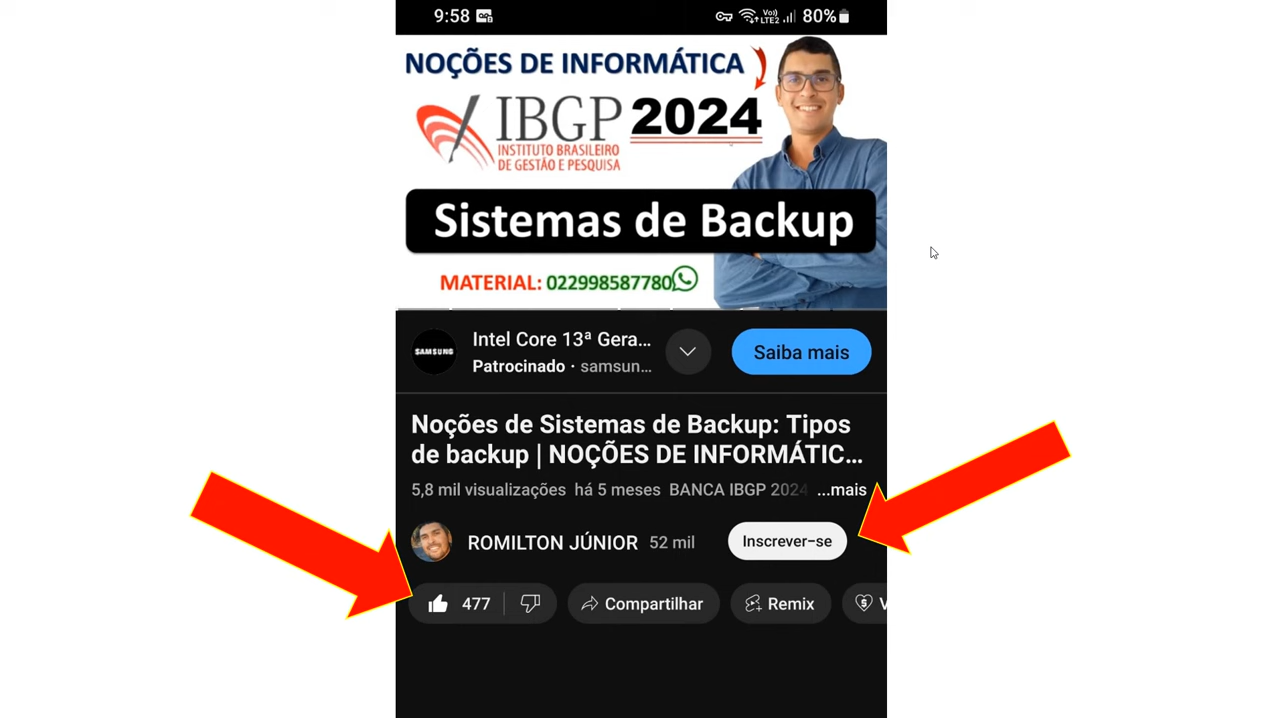 9:58
Vo))
LTE2
80%
NOÇÕES DE INFORMÁTICA
IBGP 2024
INSTITUTO BRASILEIRO
DE GESTÃO E PESQUISA
Sistemas de Backup
MATERIAL: 022998587780
SAMSUNG
Intel Core 13ª Gera...
Patrocinado · samsun...
Saiba mais
Noções de Sistemas de Backup: Tipos
de backup | NOÇÕES DE INFORMÁTIC...
5,8 mil visualizações há 5 meses BANCA IBGP 2024 ...mais
ROMILTON JÚNIOR 52 mil
Inscrever-se
477
Compartilhar
Remix
V